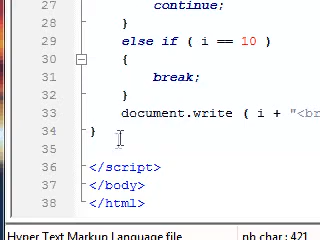 27 continue;
28 }
29 else if ( i == 10 )
30 {
31 break;
32 }
33 document.write ( i + "<br
34 }
35
36 </script>
37 </body>
38 </html>
Hyper Text Markup Language file nb char : 421